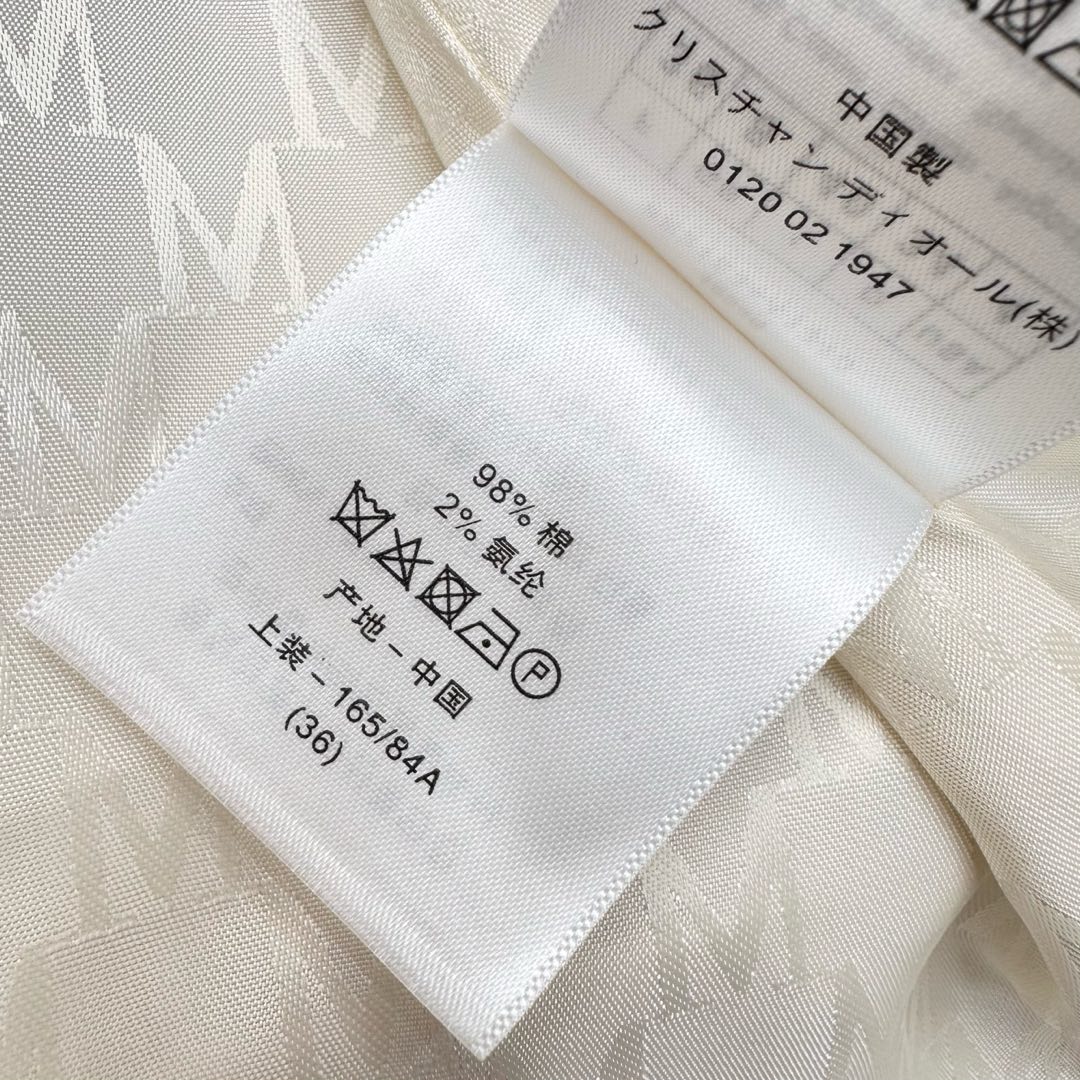 中国製
クリスチャン ディオール(株)
0120 02 1947
98% 棉
2% 氨纶
P
产地 – 中国
上装 – 165/84A
(36)
M
M
M
M
M